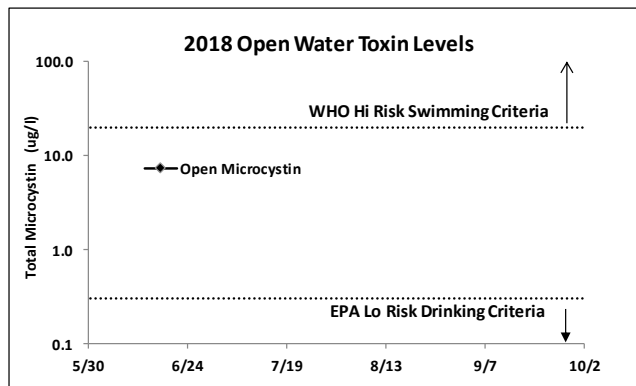 2018 Open Water Toxin Levels
Total Microcystin (ug/l)
100.0
10.0
1.0
0.1
WHO Hi Risk Swimming Criteria
Open Microcystin
EPA Lo Risk Drinking Criteria
5/30 6/24 7/19 8/13 9/7 10/2